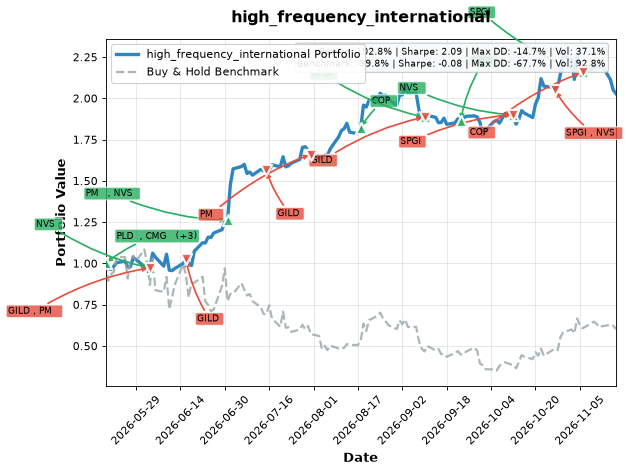 SPGI
high_frequency_international
high_frequency_international Portfolio
Buy & Hold Benchmark
02.8% | Sharpe: 2.09 | Max DD: -14.7% | Vol: 37.1%
9.8% | Sharpe: -0.08 | Max DD: -67.7% | Vol: 92.8%
2.25
2.00
1.75
1.50
1.25
1.00
0.75
0.50
Portfolio Value
NVS
COP
SPGI
COP
SPGI , NVS
GILD
PM , NVS
PM
GILD
NVS
PLD , CMG (+3)
GILD , PM
GILD
2026-05-29
2026-06-14
2026-06-30
2026-07-16
2026-08-01
2026-08-17
2026-09-02
2026-09-18
2026-10-04
2026-10-20
2026-11-05
Date